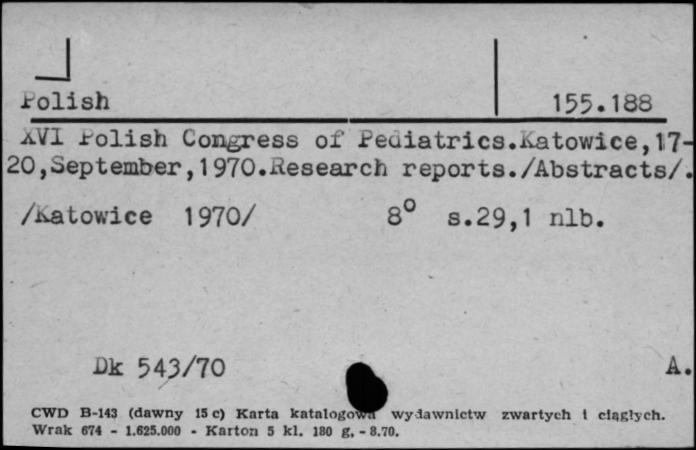 Polish 155.188
XVI Polish Congress of Pediatrics.Katowice,17-
20,September,1970.Research reports./Abstracts/.
/Katowice 1970/ 8° s.29,1 nlb.
Dk 543/70 A.
CWD B-143 (dawny 15 c) Karta katalogowa wydawnictw zwartych i ciągłych.
Wrak 674 - 1.625.000 - Karton 5 kl. 180 g. - 8.70.